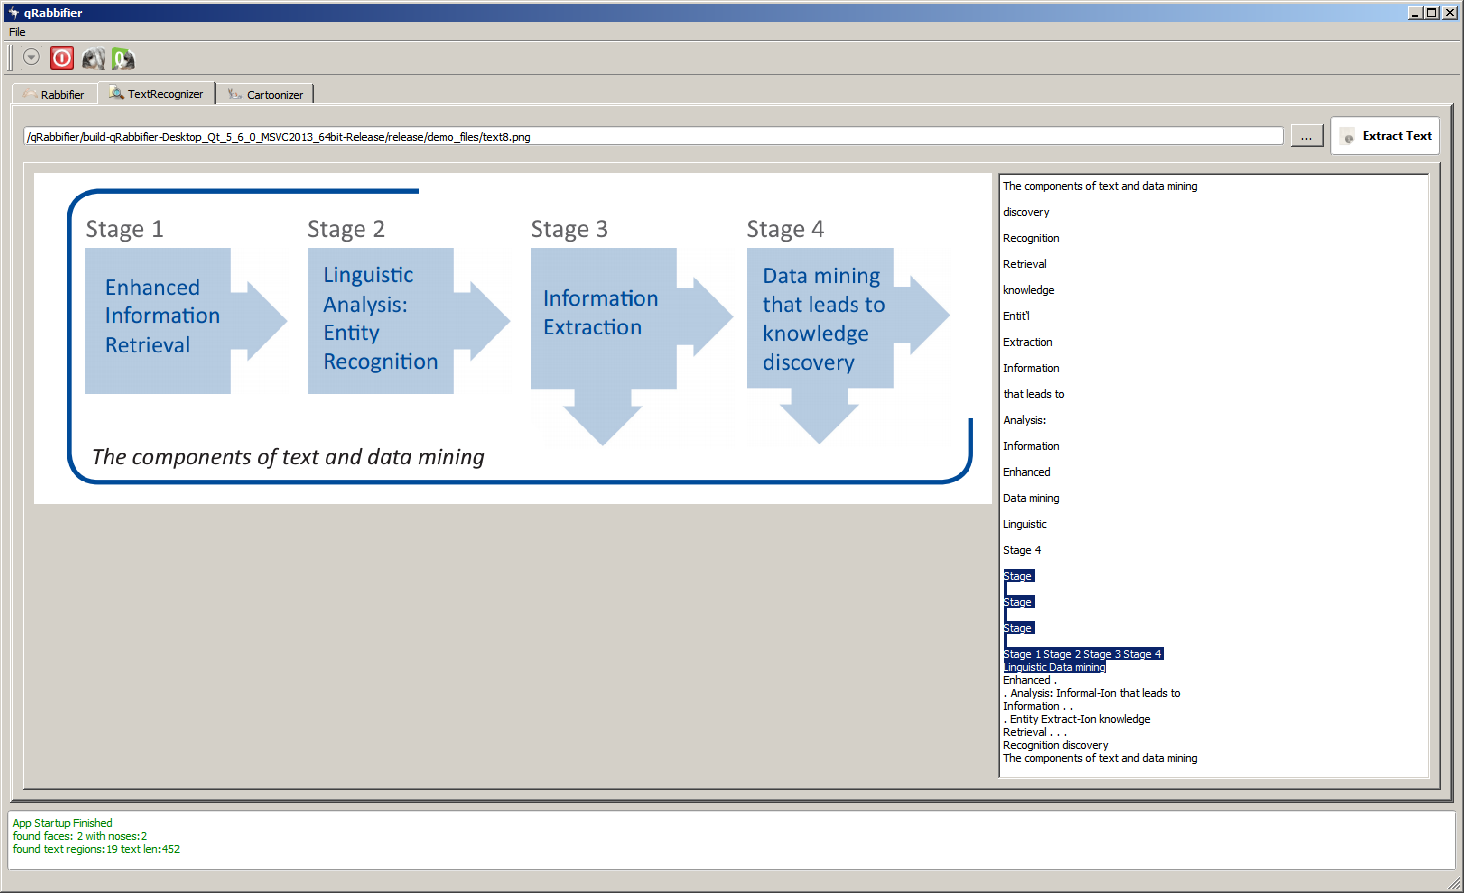 qRabbifier
File
Rabbifier TextRecognizer Cartoonizer
/qRabbifier/build-qRabbifier-Desktop_Qt_5_6_0_MSVC2013_64bit-Release/release/demo_files/text8.png ... Extract Text
Stage 1
Enhanced
Information
Retrieval
Stage 2
Linguistic
Analysis:
Entity
Recognition
Stage 3
Information
Extraction
Stage 4
Data mining
that leads to
knowledge
discovery
The components of text and data mining
The components of text and data mining
discovery
Recognition
Retrieval
knowledge
Entit'l
Extraction
Information
that leads to
Analysis:
Information
Enhanced
Data mining
Linguistic
Stage 4
Stage
Stage
Stage
Stage 1 Stage 2 Stage 3 Stage 4
Linguistic Data mining
Enhanced .
. Analysis: Informal-Ion that leads to
Information . .
. Entity Extract-Ion knowledge
Retrieval . . .
Recognition discovery
The components of text and data mining
App Startup Finished
found faces: 2 with noses:2
found text regions:19 text len:452